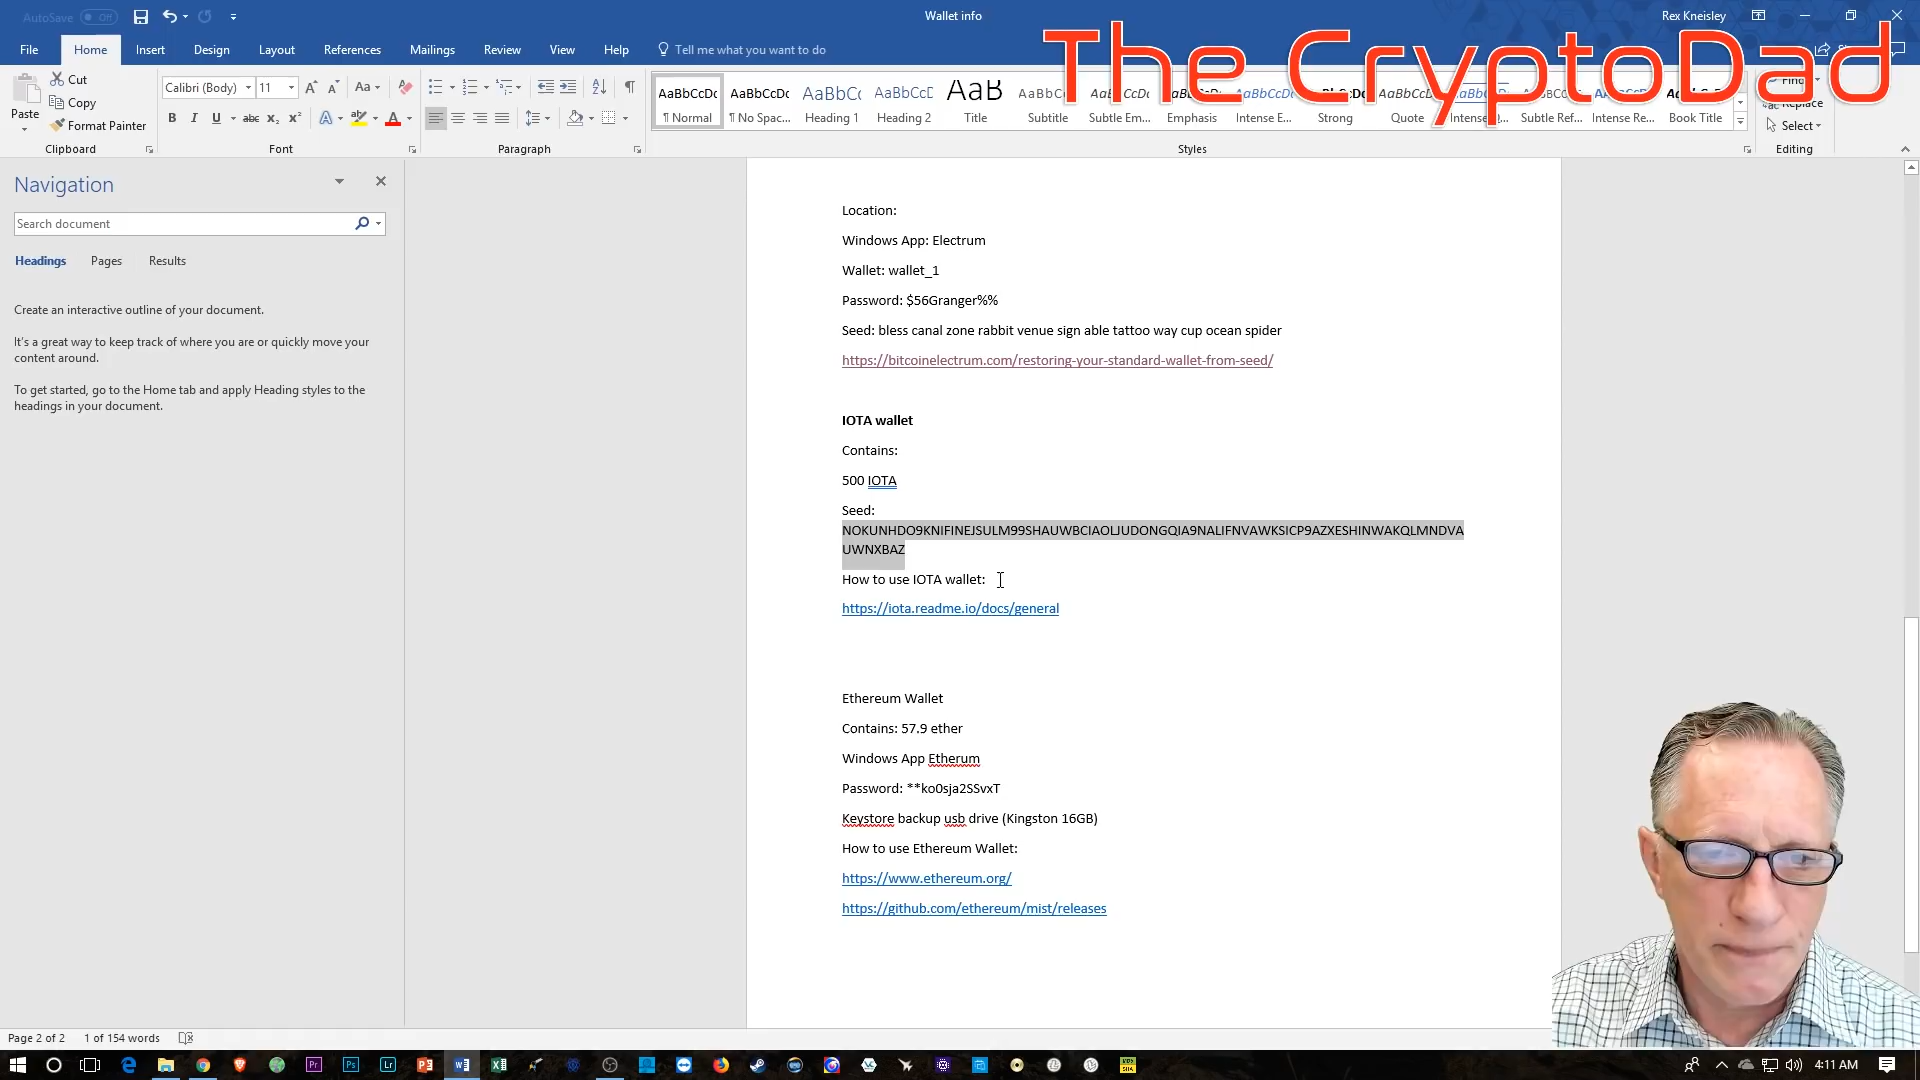 AutoSave Off
Wallet info
Rex Kneisley
The CryptoDad
File Home Insert Design Layout References Mailings Review View Help Tell me what you want to do
Paste
Cut
Copy
Format Painter
Clipboard
Calibri (Body) 11
Font
Paragraph
AaBbCcDc AaBbCcDc AaBbCc AaBbCcD AaB
¶ Normal ¶ No Spac... Heading 1 Heading 2 Title Subtitle Subtle Em... Emphasis Intense E... Strong Quote Intense Q... Subtle Ref... Intense Re... Book Title
Styles
Find
Replace
Select
Editing
Navigation
Search document
Headings Pages Results
Create an interactive outline of your document.
It's a great way to keep track of where you are or quickly move your
content around.
To get started, go to the Home tab and apply Heading styles to the
headings in your document.
Location:
Windows App: Electrum
Wallet: wallet_1
Password: $56Granger%%
Seed: bless canal zone rabbit venue sign able tattoo way cup ocean spider
https://bitcoinelectrum.com/restoring-your-standard-wallet-from-seed/
IOTA wallet
Contains:
500 IOTA
Seed:
NOKUNHDO9KNIFINEJSULM99SHAUWBCIAOLJUDONGQIA9NALIFNVAWKSICP9AZXESHINWAKQLMNDVA
UWNXBAZ
How to use IOTA wallet:
https://iota.readme.io/docs/general
Ethereum Wallet
Contains: 57.9 ether
Windows App Etherum
Password: **ko0sja2SSvxT
Keystore backup usb drive (Kingston 16GB)
How to use Ethereum Wallet:
https://www.ethereum.org/
https://github.com/ethereum/mist/releases
Page 2 of 2 1 of 154 words
4:11 AM